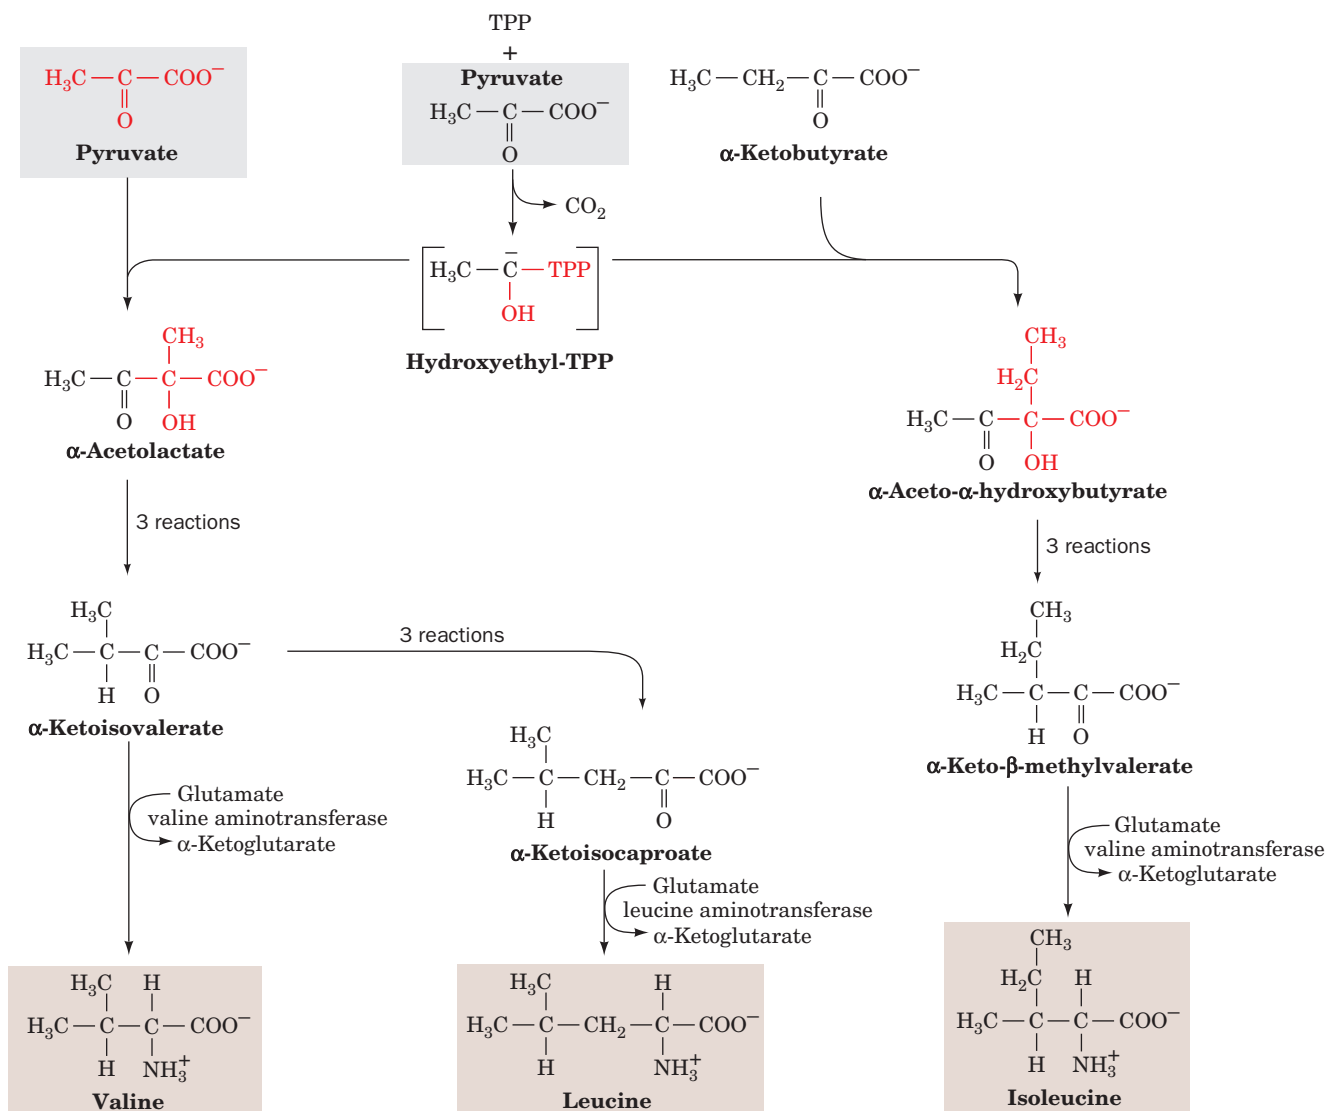 TPP
+
Pyruvate
H₃C—C—COO⁻
O
Pyruvate
H₃C—C—COO⁻
O
H₃C—CH₂—C—COO⁻
O
α-Ketobutyrate
CO₂
H₃C—C̄—TPP
OH
Hydroxyethyl-TPP
CH₃
H₃C—C—C—COO⁻
O OH
α-Acetolactate
3 reactions
CH₃
H₂C
H₃C—C—C—COO⁻
O OH
α-Aceto-α-hydroxybutyrate
3 reactions
H₃C
H₃C—C—C—COO⁻
H O
α-Ketoisovalerate
3 reactions
Glutamate
valine aminotransferase
α-Ketoglutarate
H₃C
H₃C—C—CH₂—C—COO⁻
H O
α-Ketoisocaproate
Glutamate
leucine aminotransferase
α-Ketoglutarate
CH₃
H₂C
H₃C—C—C—COO⁻
H O
α-Keto-β-methylvalerate
Glutamate
valine aminotransferase
α-Ketoglutarate
H₃C H
H₃C—C—C—COO⁻
H NH₃⁺
Valine
H₃C H
H₃C—C—CH₂—C—COO⁻
H NH₃⁺
Leucine
CH₃
H₂C H
H₃C—C—C—COO⁻
H NH₃⁺
Isoleucine